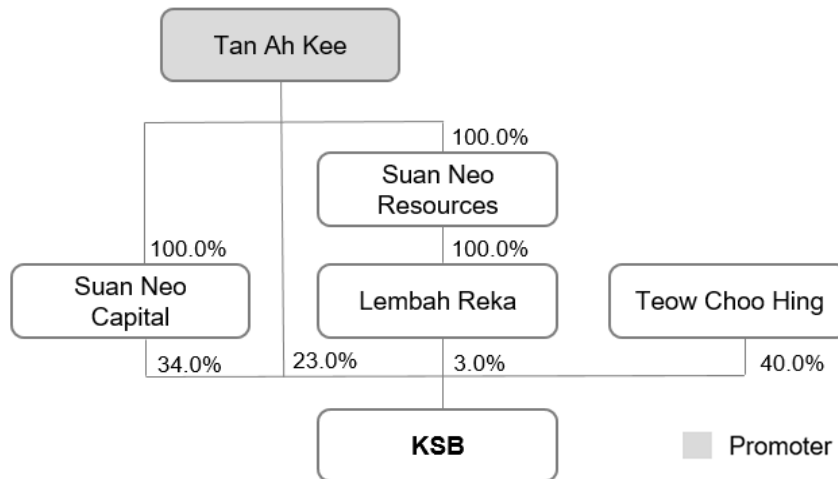 Tan Ah Kee
100.0%
Suan Neo
Resources
100.0%
100.0%
Suan Neo
Capital
Lembah Reka
Teow Choo Hing
34.0%
23.0%
3.0%
40.0%
KSB
Promoter